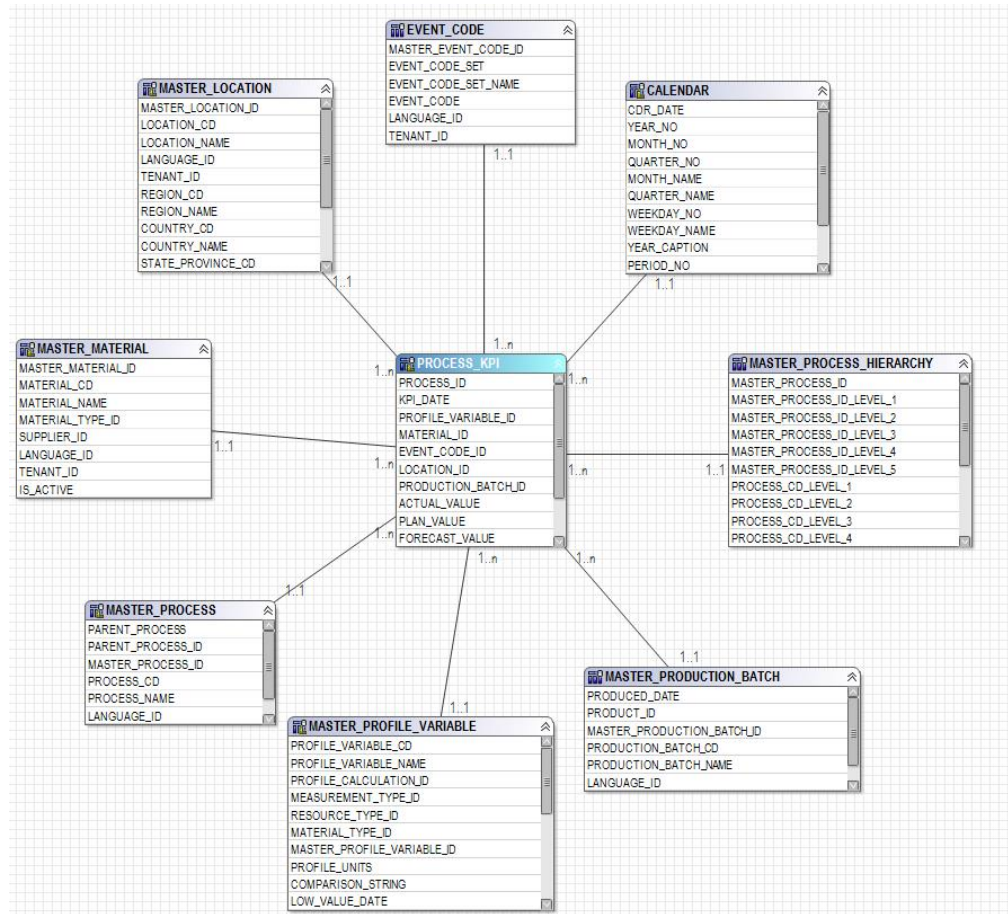 EVENT_CODE
MASTER_EVENT_CODE_ID
EVENT_CODE_SET
EVENT_CODE_SET_NAME
EVENT_CODE
LANGUAGE_ID
TENANT_ID
1..1
MASTER_LOCATION
MASTER_LOCATION_ID
LOCATION_CD
LOCATION_NAME
LANGUAGE_ID
TENANT_ID
REGION_CD
REGION_NAME
COUNTRY_CD
COUNTRY_NAME
STATE_PROVINCE_CD
1..1
CALENDAR
CDR_DATE
YEAR_NO
MONTH_NO
QUARTER_NO
MONTH_NAME
QUARTER_NAME
WEEKDAY_NO
WEEKDAY_NAME
YEAR_CAPTION
PERIOD_NO
1..1
MASTER_MATERIAL
MASTER_MATERIAL_ID
MATERIAL_CD
MATERIAL_NAME
MATERIAL_TYPE_ID
SUPPLIER_ID
LANGUAGE_ID
TENANT_ID
IS_ACTIVE
1..1
1..n
1..n
1..n
PROCESS_KPI
PROCESS_ID
KPI_DATE
PROFILE_VARIABLE_ID
MATERIAL_ID
EVENT_CODE_ID
LOCATION_ID
PRODUCTION_BATCH_ID
ACTUAL_VALUE
PLAN_VALUE
FORECAST_VALUE
1..n
1..n
1..n
1..n
1..n
MASTER_PROCESS_HIERARCHY
MASTER_PROCESS_ID
MASTER_PROCESS_ID_LEVEL_1
MASTER_PROCESS_ID_LEVEL_2
MASTER_PROCESS_ID_LEVEL_3
MASTER_PROCESS_ID_LEVEL_4
MASTER_PROCESS_ID_LEVEL_5
PROCESS_CD_LEVEL_1
PROCESS_CD_LEVEL_2
PROCESS_CD_LEVEL_3
PROCESS_CD_LEVEL_4
1..1
1..1
MASTER_PROCESS
PARENT_PROCESS
PARENT_PROCESS_ID
MASTER_PROCESS_ID
PROCESS_CD
PROCESS_NAME
LANGUAGE_ID
1..1
MASTER_PROFILE_VARIABLE
PROFILE_VARIABLE_CD
PROFILE_VARIABLE_NAME
PROFILE_CALCULATION_ID
MEASUREMENT_TYPE_ID
RESOURCE_TYPE_ID
MATERIAL_TYPE_ID
MASTER_PROFILE_VARIABLE_ID
PROFILE_UNITS
COMPARISON_STRING
LOW_VALUE_DATE
1..1
MASTER_PRODUCTION_BATCH
PRODUCED_DATE
PRODUCT_ID
MASTER_PRODUCTION_BATCH_ID
PRODUCTION_BATCH_CD
PRODUCTION_BATCH_NAME
LANGUAGE_ID